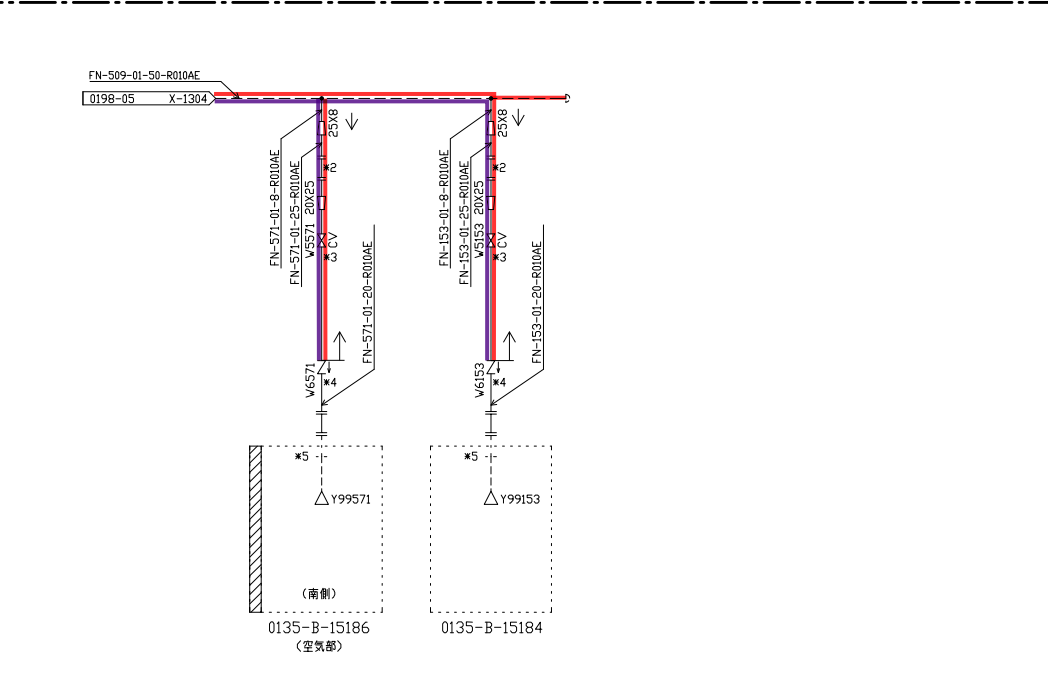 FN-509-01-50-R010AE
0198-05 X-1304
25X8
25X8
FN-571-01-8-R010AE
FN-571-01-25-R010AE
W5571 20X25
※2
CV
※3
FN-571-01-20-R010AE
FN-153-01-8-R010AE
FN-153-01-25-R010AE
W5153 20X25
※2
CV
※3
FN-153-01-20-R010AE
W6571
※4
W6153
※4
※5
※5
Y99571
Y99153
(南側)
0135-B-15186
(空気部)
0135-B-15184